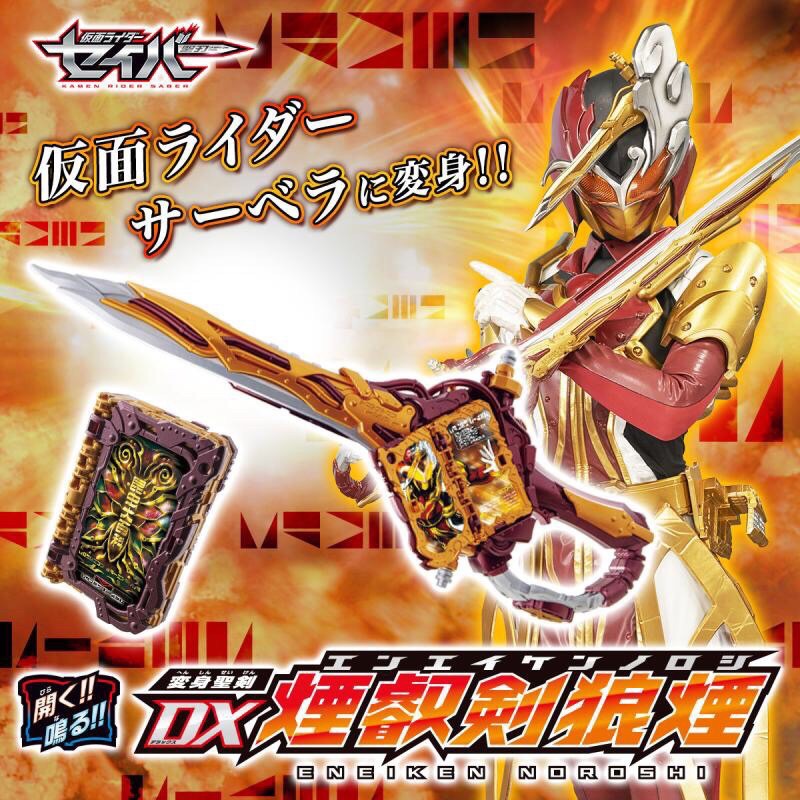 仮面ライダー
セイバー 聖刃
KAMEN RIDER SABER
仮面ライダー
サーベラに変身!!
ひら
開く!!
な
鳴る!!
へんしんせいけん
変身聖剣
DX
デラックス
エンエイケンノロシ
煙叡剣狼煙
ENEIKEN NOROSHI